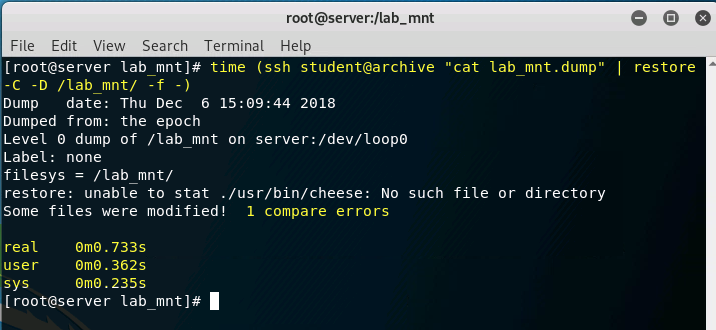 root@server:/lab_mnt
File Edit View Search Terminal Help
[root@server lab_mnt]# time (ssh student@archive "cat lab_mnt.dump" | restore
-C -D /lab_mnt/ -f -)
Dump   date: Thu Dec  6 15:09:44 2018
Dumped from: the epoch
Level 0 dump of /lab_mnt on server:/dev/loop0
Label: none
filesys = /lab_mnt/
restore: unable to stat ./usr/bin/cheese: No such file or directory
Some files were modified!  1 compare errors
real    0m0.733s
user    0m0.362s
sys     0m0.235s
[root@server lab_mnt]#